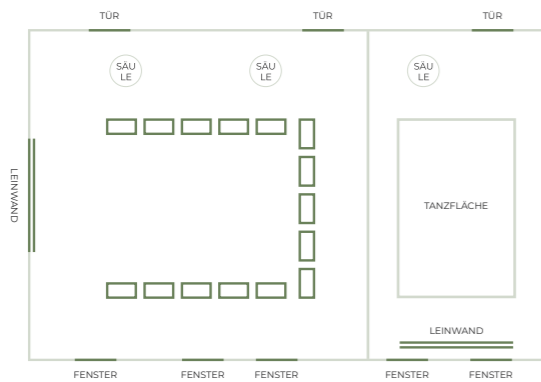 TÜR
TÜR
TÜR
SÄU
LE
SÄU
LE
SÄU
LE
LEINWAND
TANZFLÄCHE
LEINWAND
FENSTER
FENSTER
FENSTER
FENSTER
FENSTER